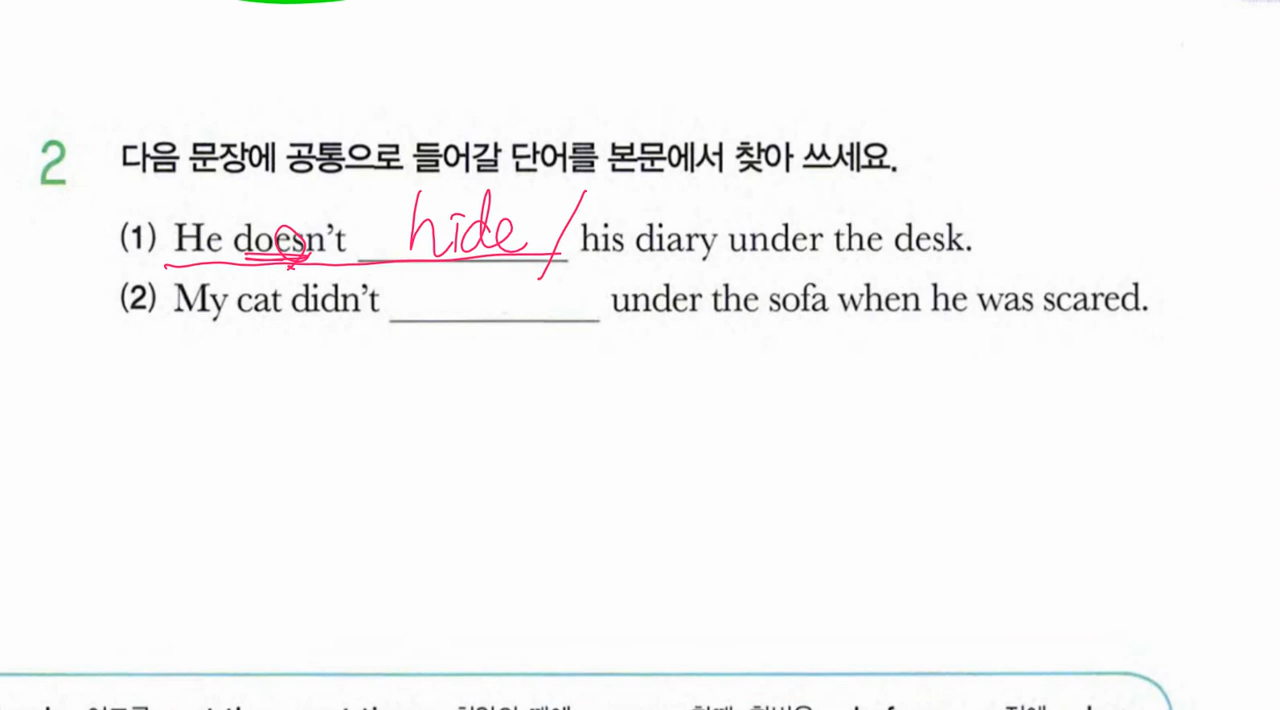 2 다음 문장에 공통으로 들어갈 단어를 본문에서 찾아 쓰세요.
(1) He doesn't hide / his diary under the desk.
(2) My cat didn't ________ under the sofa when he was scared.